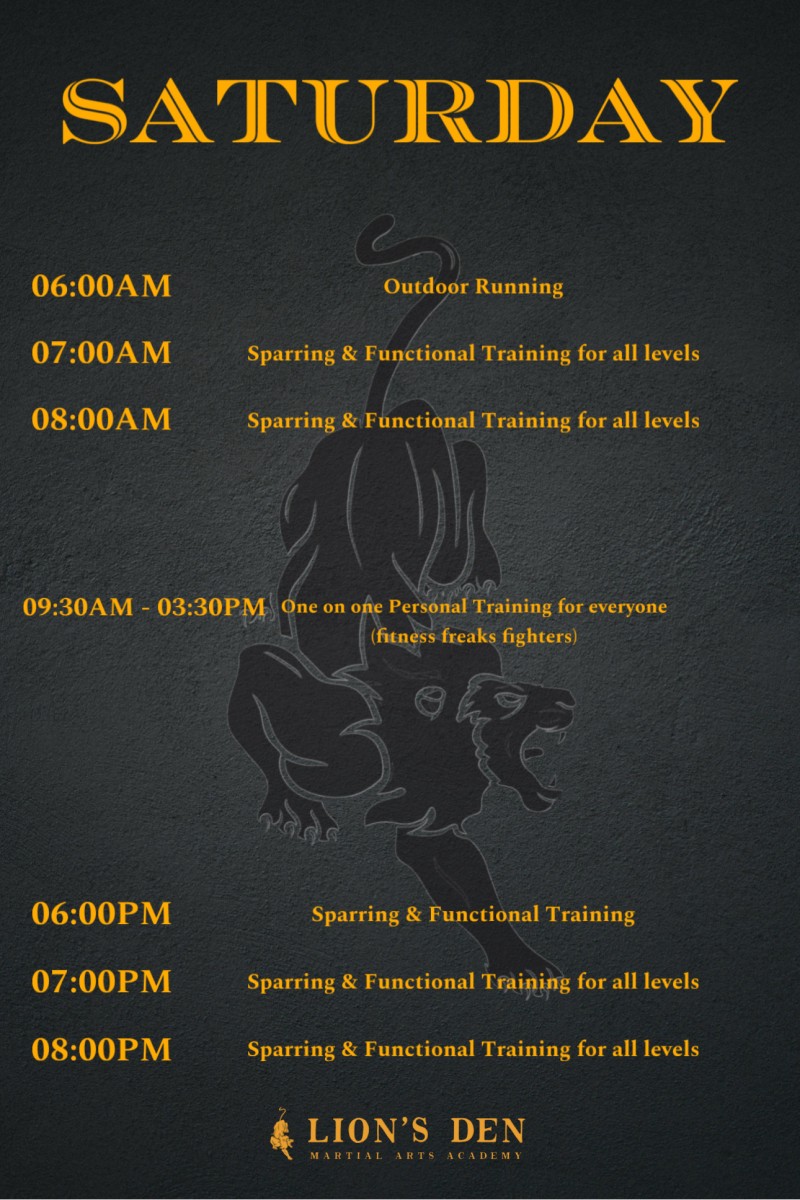 SATURDAY
06:00AM Outdoor Running
07:00AM Sparring & Functional Training for all levels
08:00AM Sparring & Functional Training for all levels
09:30AM - 03:30PM One on one Personal Training for everyone
(fitness freaks fighters)
06:00PM Sparring & Functional Training
07:00PM Sparring & Functional Training for all levels
08:00PM Sparring & Functional Training for all levels
LION'S DEN
MARTIAL ARTS ACADEMY